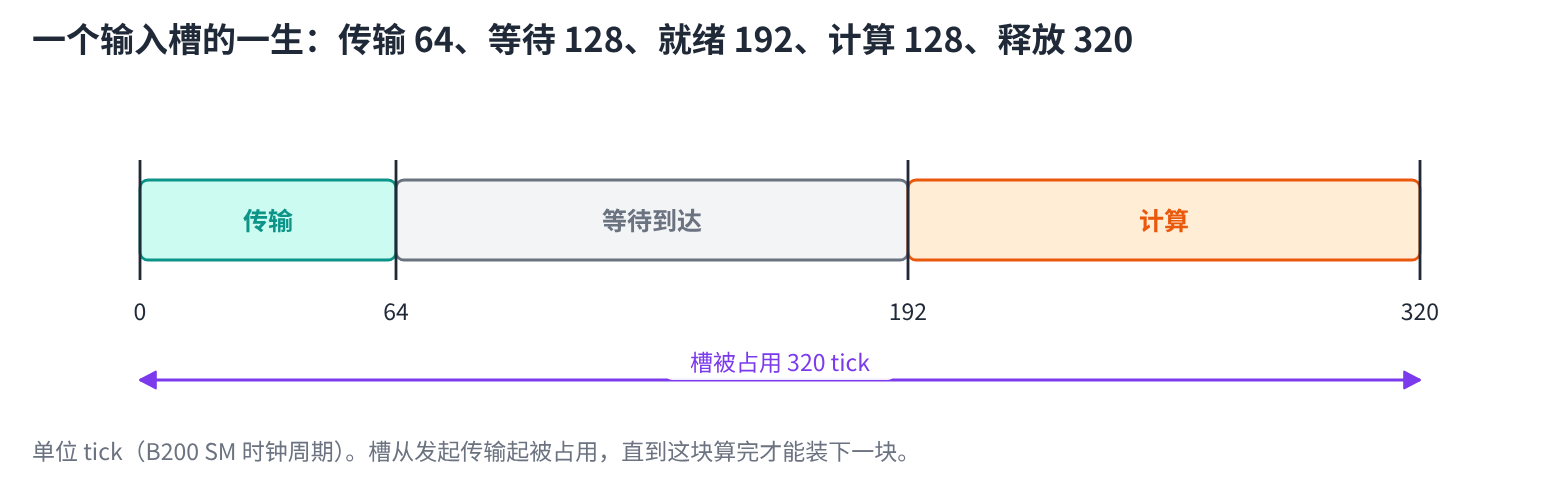 一个输入槽的一生：传输 64、等待 128、就绪 192、计算 128、释放 320
传输
等待到达
计算
0
64
192
320
槽被占用 320 tick
单位 tick（B200 SM 时钟周期）。槽从发起传输起被占用，直到这块算完才能装下一块。